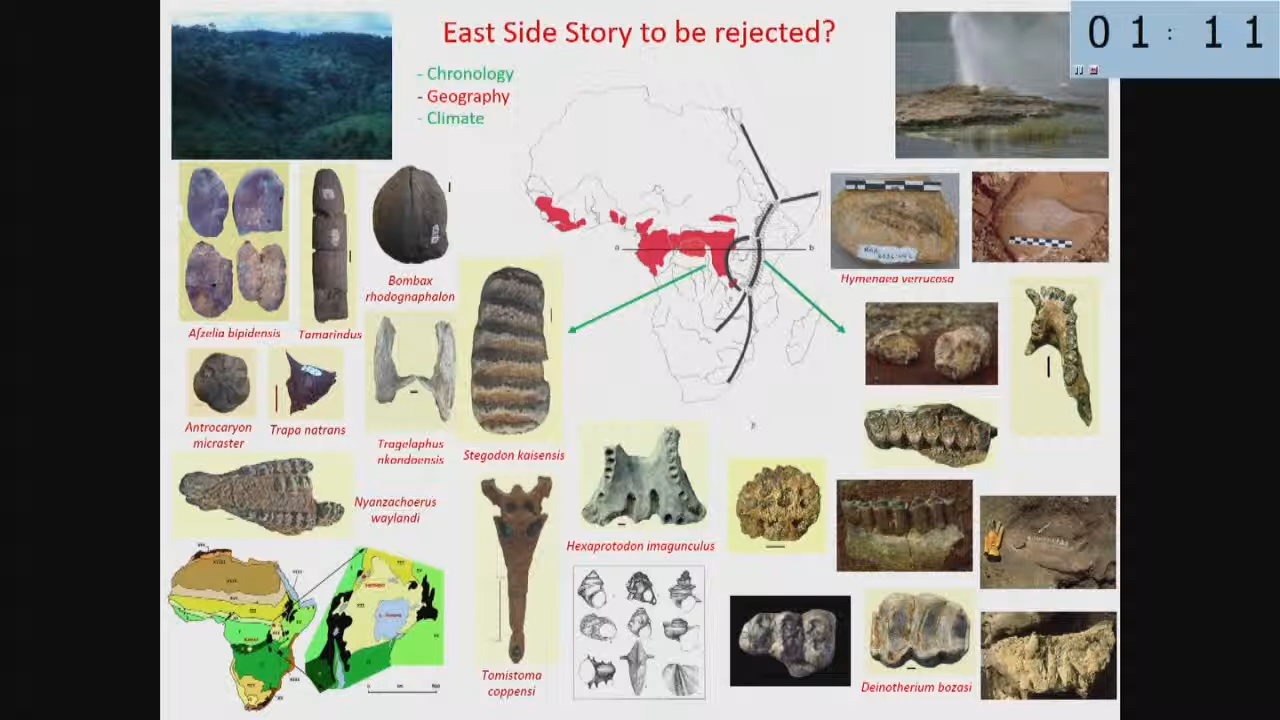 East Side Story to be rejected?
01: 11
- Chronology
- Geography
- Climate
a
b
Bombax
rhodognaphalon
Hymenaea verrucosa
Afzelia bipidensis
Tamarindus
Antrocaryon
micraster
Trapa natrans
Tragelaphus
nkondoensis
Stegodon kaisensis
Nyanzachoerus
waylandi
Hexaprotodon imagunculus
Tomistoma
coppensi
Deinotherium bozasi